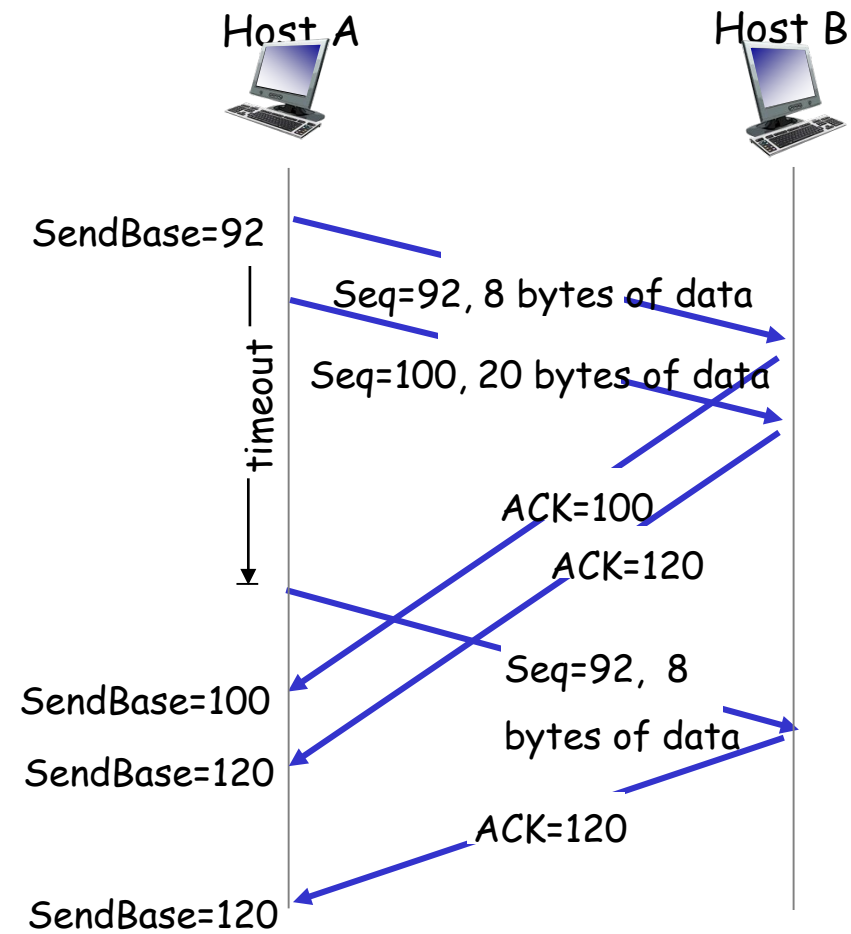 Host A
Host B
SendBase=92
Seq=92, 8 bytes of data
Seq=100, 20 bytes of data
timeout
ACK=100
ACK=120
Seq=92, 8
bytes of data
SendBase=100
SendBase=120
ACK=120
SendBase=120